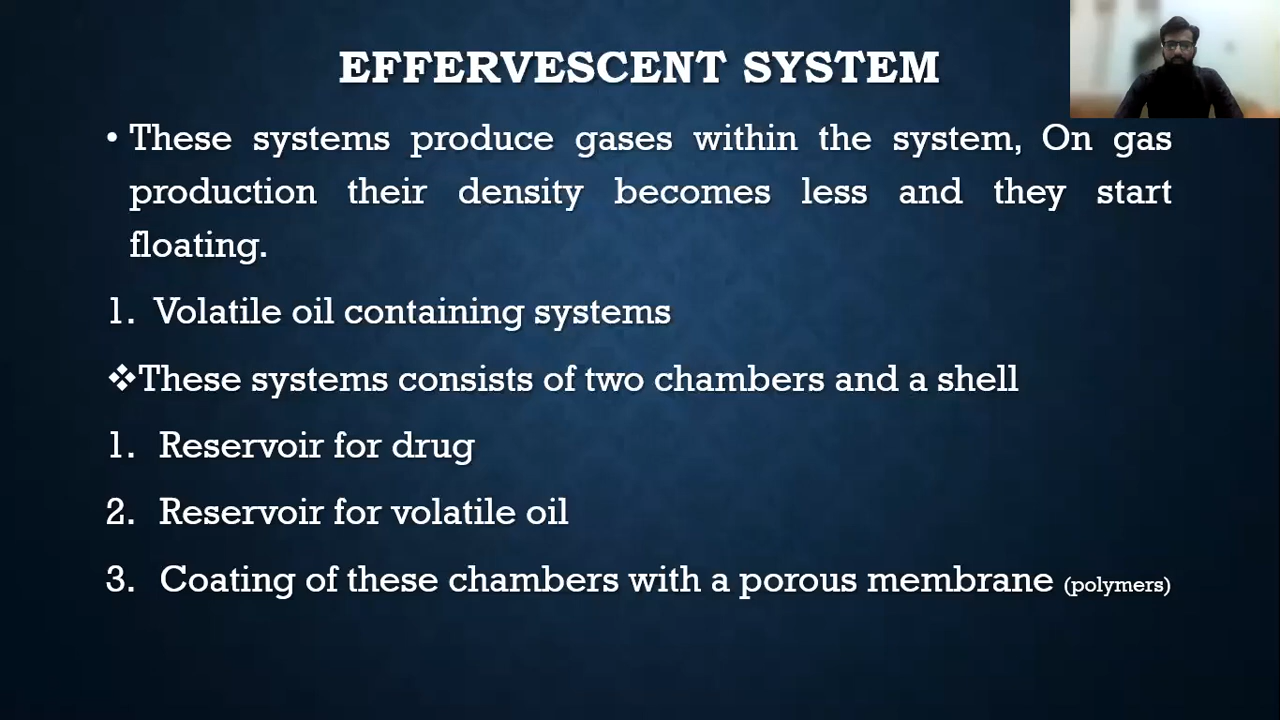 EFFERVESCENT SYSTEM
• These systems produce gases within the system, On gas
production their density becomes less and they start
floating.
1. Volatile oil containing systems
❖These systems consists of two chambers and a shell
1. Reservoir for drug
2. Reservoir for volatile oil
3. Coating of these chambers with a porous membrane (polymers)